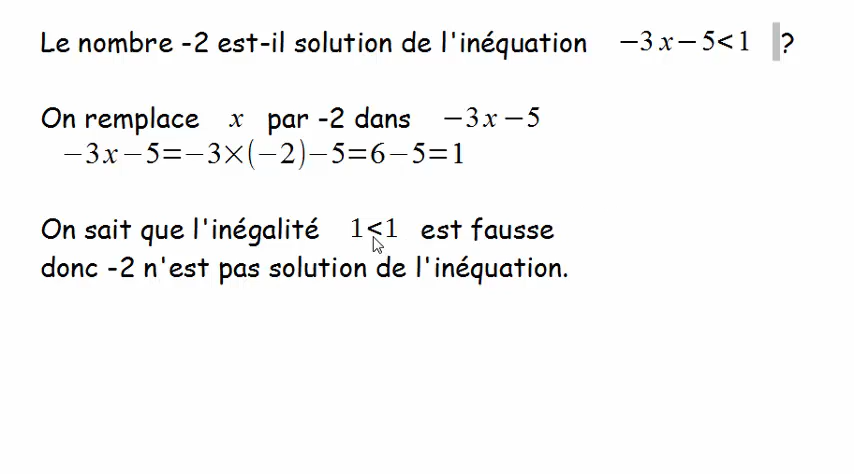 Le nombre -2 est-il solution de l'inéquation −3x−5<1 ?
On remplace x par -2 dans −3x−5
−3x−5=−3×(−2)−5=6−5=1
On sait que l'inégalité 1<1 est fausse
donc -2 n'est pas solution de l'inéquation.